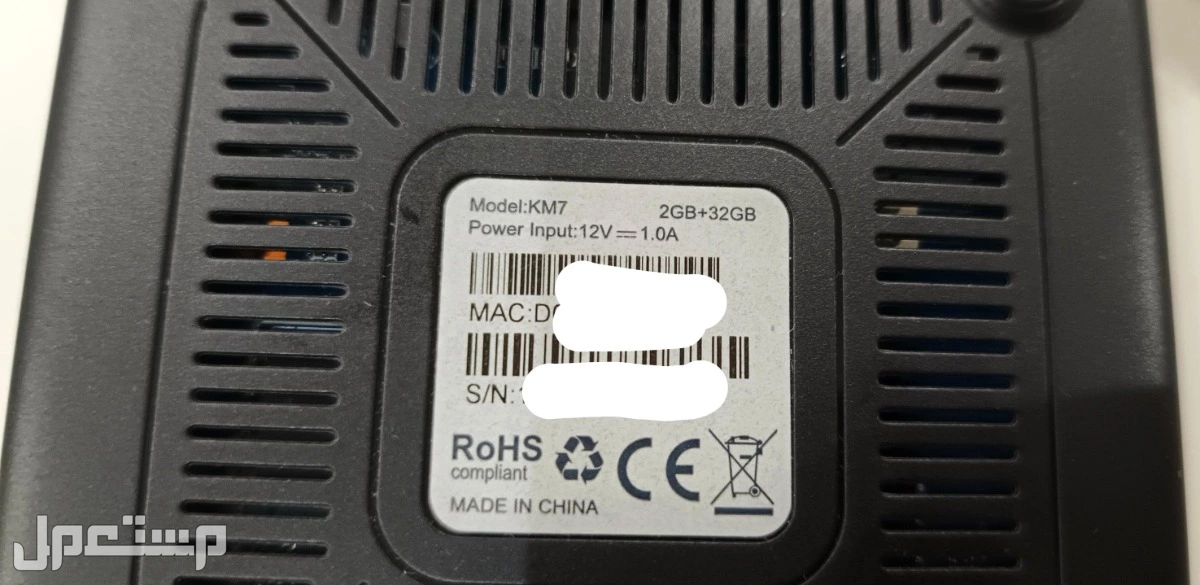 Model:KM7 2GB+32GB
Power Input:12V⎓1.0A
MAC:D
S/N:
RoHS
compliant
CE
MADE IN CHINA
مستعمل